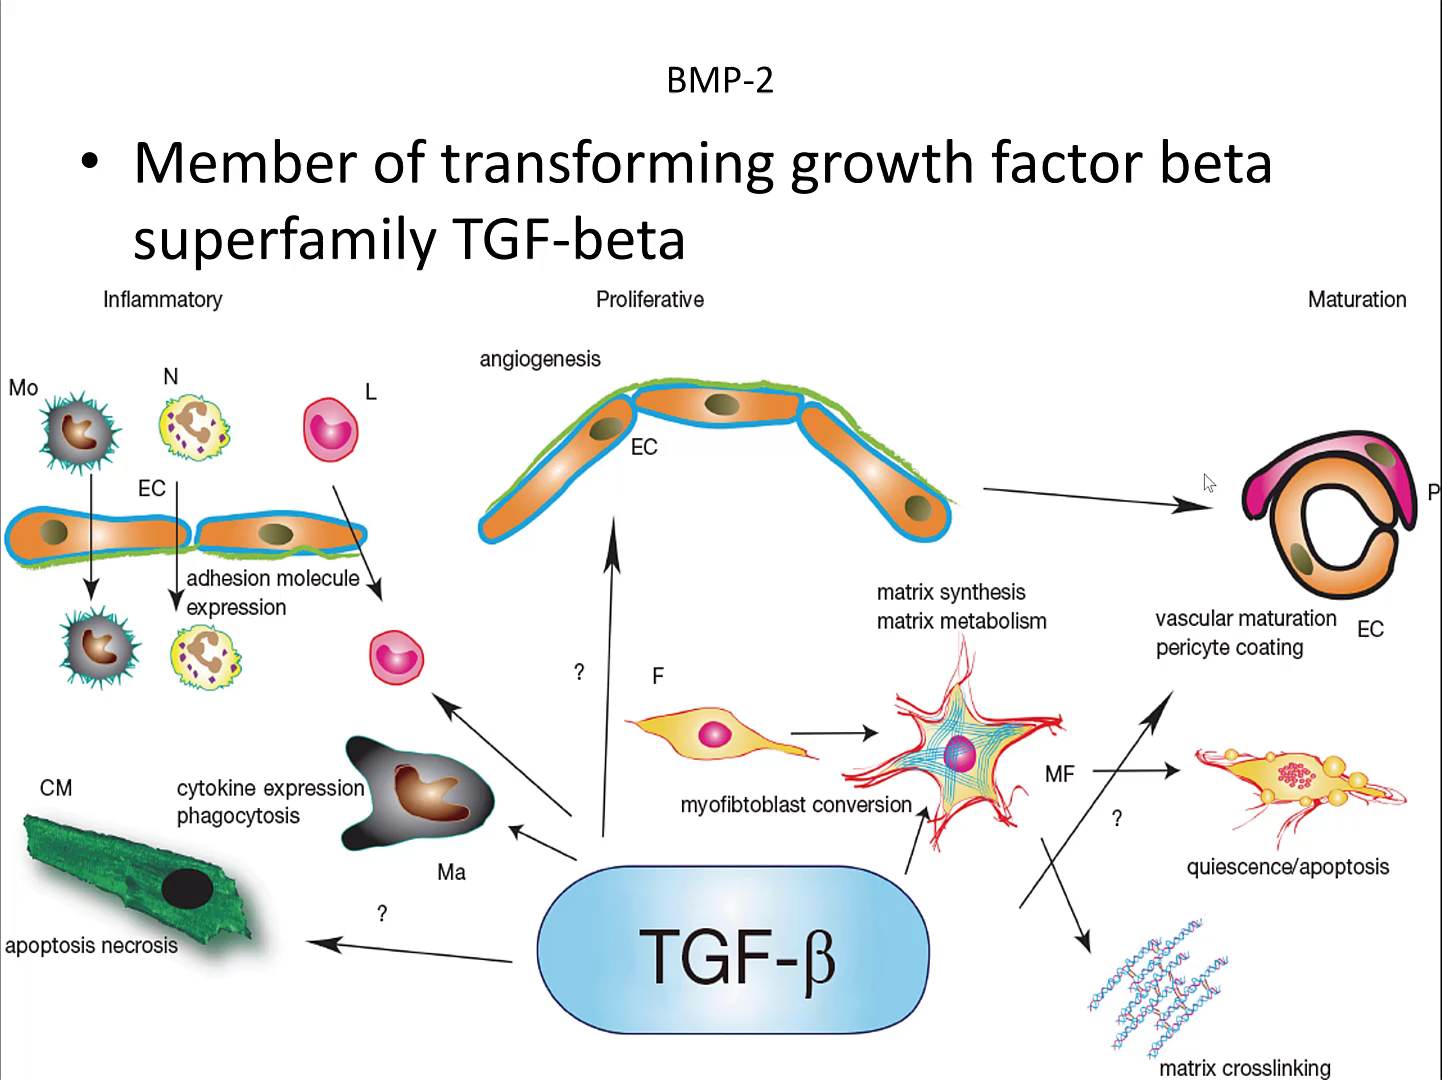 BMP-2
• Member of transforming growth factor beta
superfamily TGF-beta
Inflammatory
Proliferative
Maturation
angiogenesis
Mo
N
L
EC
EC
P
adhesion molecule
expression
matrix synthesis
matrix metabolism
vascular maturation
pericyte coating
EC
?
F
CM
cytokine expression
phagocytosis
myofibtoblast conversion
MF
?
Ma
quiescence/apoptosis
?
apoptosis necrosis
TGF-β
matrix crosslinking